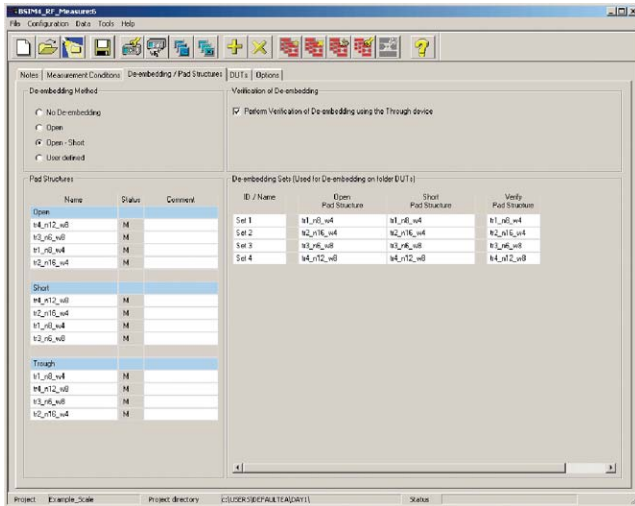 BSIM4_RF_Measure:6
File Configuration Data Tools Help
Notes Measurement Conditions De-embedding / Pad Structures DUTs Options
De-embedding Method
No De-embedding
Open
Open - Short
User defined
Verification of De-embedding
Perform Verification of De-embedding using the Through device
Pad Structures
Name Status Comment
Open
tr4_n12_w8 M
tr3_n6_w8 M
tr1_n8_w4 M
tr2_n16_w4 M
Short
tr4_n12_w8 M
tr2_n16_w4 M
tr1_n8_w4 M
tr3_n6_w8 M
Trough
tr1_n8_w4 M
tr4_n12_w8 M
tr3_n6_w8 M
tr2_n16_w4 M
De-embedding Sets (Used for De-embedding on folder DUTs)
ID / Name Open Pad Structure Short Pad Structure Verify Pad Structure
Set 1 tr1_n8_w4 tr1_n8_w4 tr1_n8_w4
Set 2 tr2_n16_w4 tr2_n16_w4 tr2_n16_w4
Set 3 tr3_n6_w8 tr3_n6_w8 tr3_n6_w8
Set 4 tr4_n12_w8 tr4_n12_w8 tr4_n12_w8
Project Example_Scale Project directory c:\USERS\DEFAULTEA\DAY1\ Status